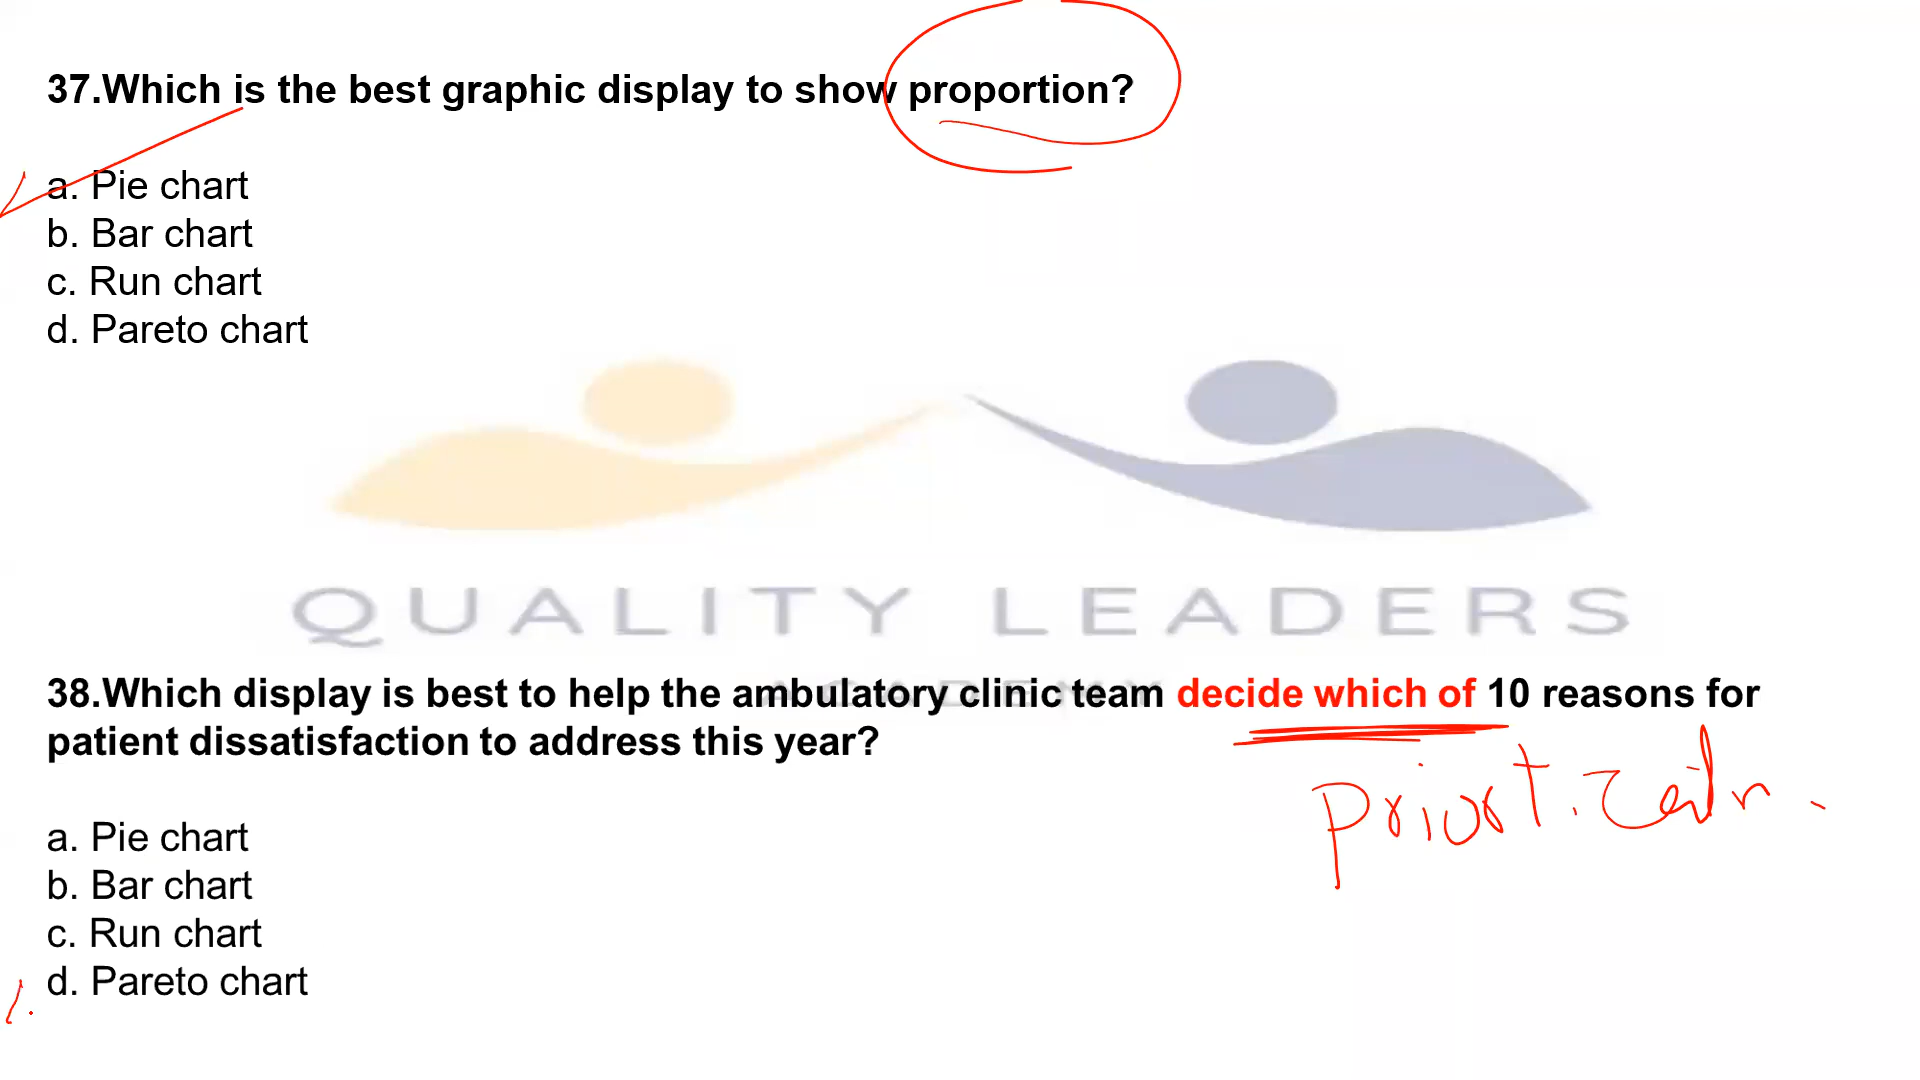 37.Which is the best graphic display to show proportion?
a. Pie chart
b. Bar chart
c. Run chart
d. Pareto chart
QUALITY LEADERS
ACADEMY
38.Which display is best to help the ambulatory clinic team decide which of 10 reasons for
patient dissatisfaction to address this year?
a. Pie chart
b. Bar chart
c. Run chart
d. Pareto chart